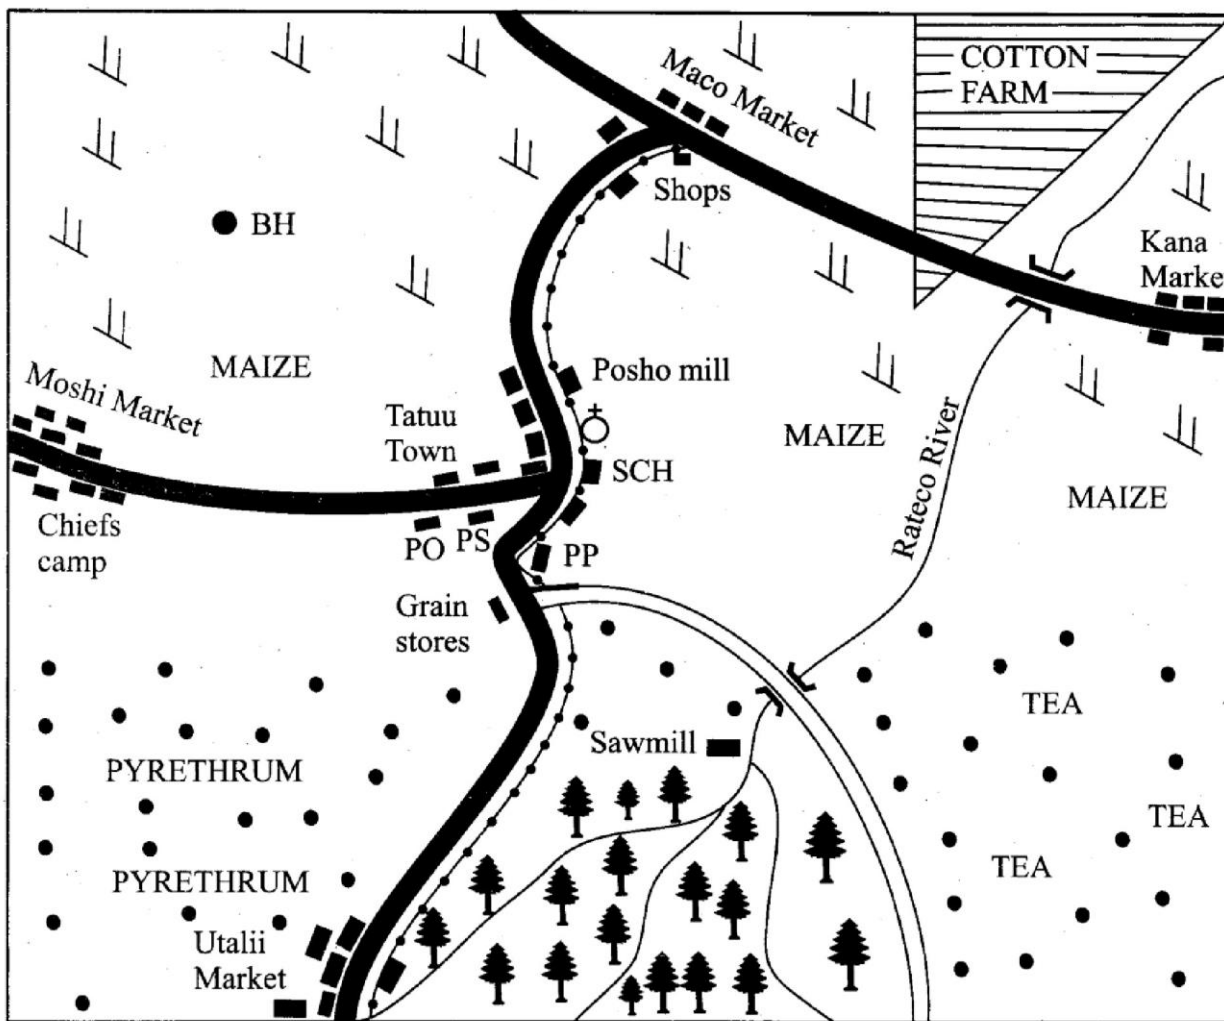 COTTON
FARM
Maco Market
Shops
BH
Kana
Marke
MAIZE
Posho mill
Moshi Market
Tatuu
Town
MAIZE
SCH
MAIZE
Rateco River
Chiefs
camp
PO
PS
PP
Grain
stores
TEA
Sawmill
PYRETHRUM
TEA
TEA
PYRETHRUM
Utalii
Market